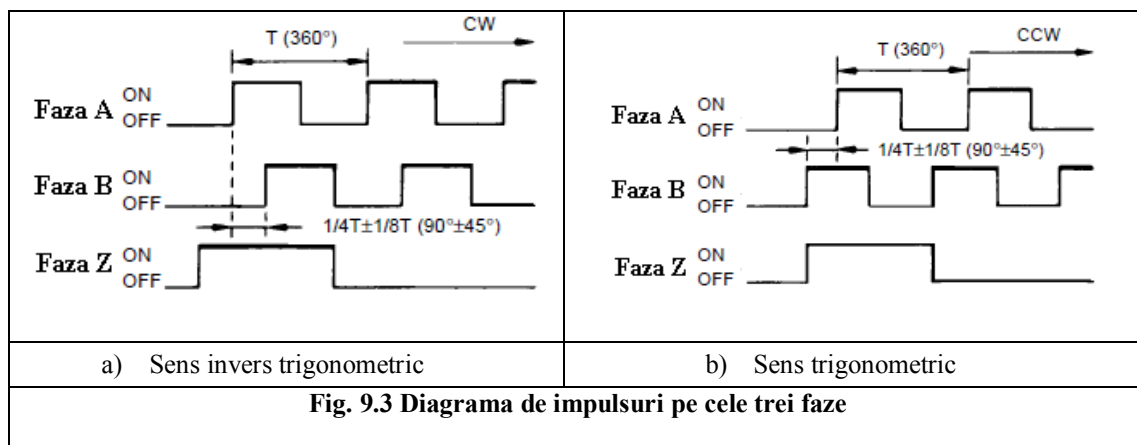 CW
T (360°)
Faza A ON
OFF
Faza B ON
OFF
1/4T±1/8T (90°±45°)
Faza Z ON
OFF
CCW
T (360°)
Faza A ON
OFF
1/4T±1/8T (90°±45°)
Faza B ON
OFF
Faza Z ON
OFF
a) Sens invers trigonometric
b) Sens trigonometric
Fig. 9.3 Diagrama de impulsuri pe cele trei faze